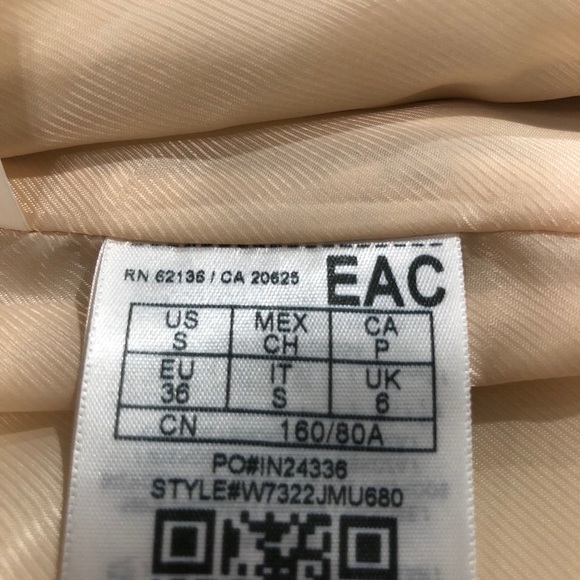 RN 62136 / CA 20625 EAC
US MEX CA
S CH P
EU IT UK
36 S 6
CN 160/80A
PO#IN24336
STYLE#W7322JMU680